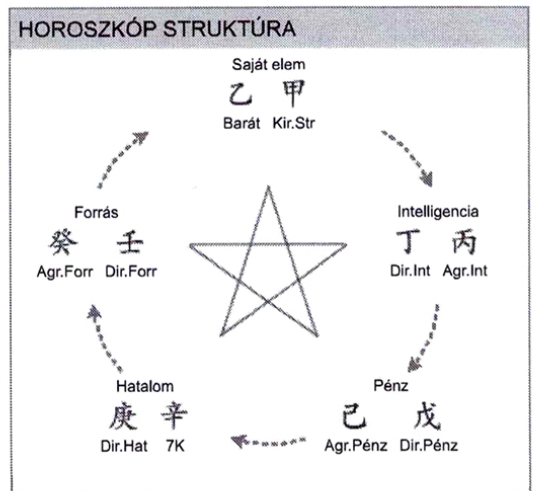 HOROSZKÓP STRUKTÚRA
Saját elem
乙 甲
Barát Kir.Str
Intelligencia
丁 丙
Dir.Int Agr.Int
Pénz
己 戊
Agr.Pénz Dir.Pénz
Hatalom
庚 辛
Dir.Hat 7K
Forrás
癸 壬
Agr.Forr Dir.Forr